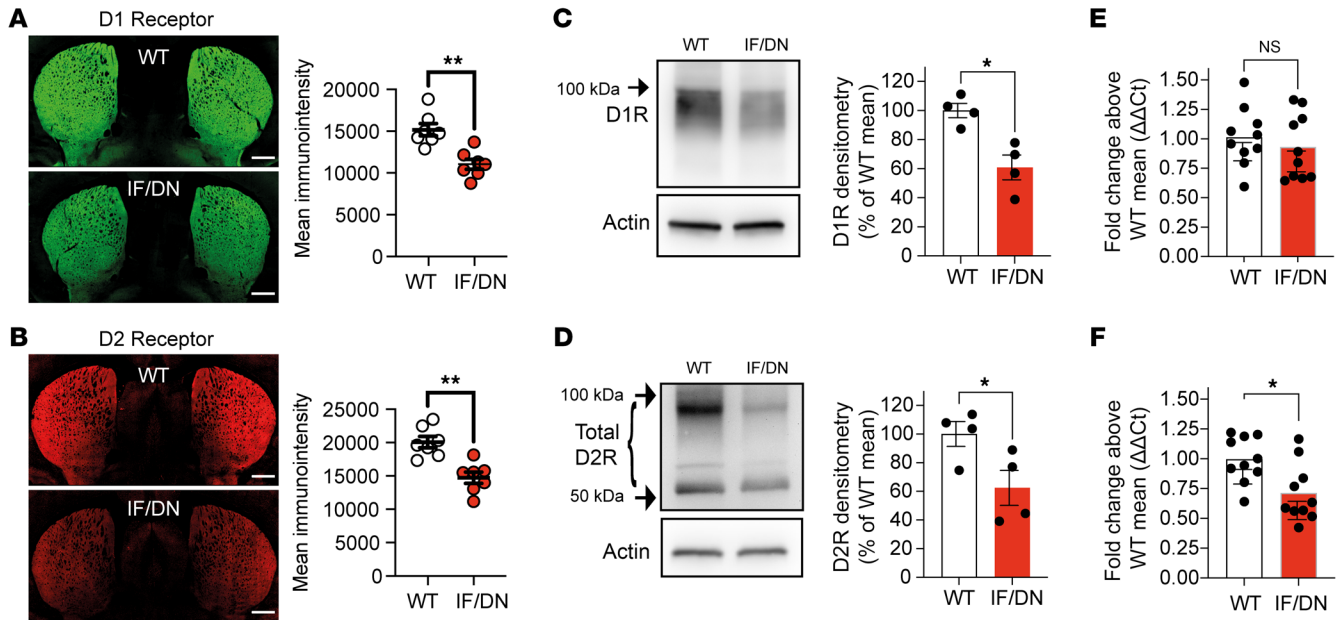 A
D1 Receptor
WT
IF/DN
Mean immunointensity
20000
15000
10000
5000
0
**
WT IF/DN
C
WT IF/DN
100 kDa
D1R
Actin
D1R densitometry
(% of WT mean)
120
100
80
60
40
20
0
*
WT IF/DN
E
Fold change above
WT mean (ΔΔCt)
1.50
1.25
1.00
0.75
0.50
0.25
0.00
NS
WT IF/DN
B
D2 Receptor
WT
IF/DN
Mean immunointensity
25000
20000
15000
10000
5000
0
**
WT IF/DN
D
WT IF/DN
100 kDa
Total
D2R
50 kDa
Actin
D2R densitometry
(% of WT mean)
120
100
80
60
40
20
0
*
WT IF/DN
F
Fold change above
WT mean (ΔΔCt)
1.50
1.25
1.00
0.75
0.50
0.25
0.00
*
WT IF/DN